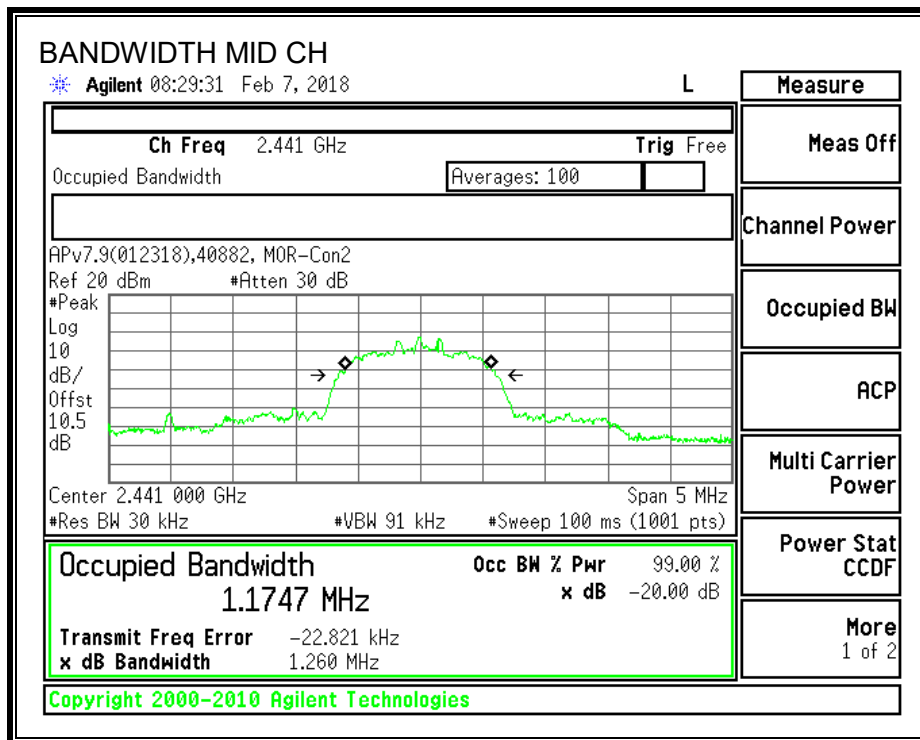 BANDWIDTH MID CH
Agilent 08:29:31 Feb 7, 2018 L
Measure
Ch Freq 2.441 GHz Trig Free
Meas Off
Occupied Bandwidth Averages: 100
Channel Power
APv7.9(012318),40882, MOR-Con2
Ref 20 dBm #Atten 30 dB
#Peak
Log
10
dB/
Offst
10.5
dB
Occupied BW
ACP
Center 2.441 000 GHz Span 5 MHz
#Res BW 30 kHz #VBW 91 kHz #Sweep 100 ms (1001 pts)
Multi Carrier
Power
Occupied Bandwidth Occ BW % Pwr 99.00 %
1.1747 MHz x dB -20.00 dB
Transmit Freq Error -22.821 kHz
x dB Bandwidth 1.260 MHz
Power Stat
CCDF
More
1 of 2
Copyright 2000-2010 Agilent Technologies